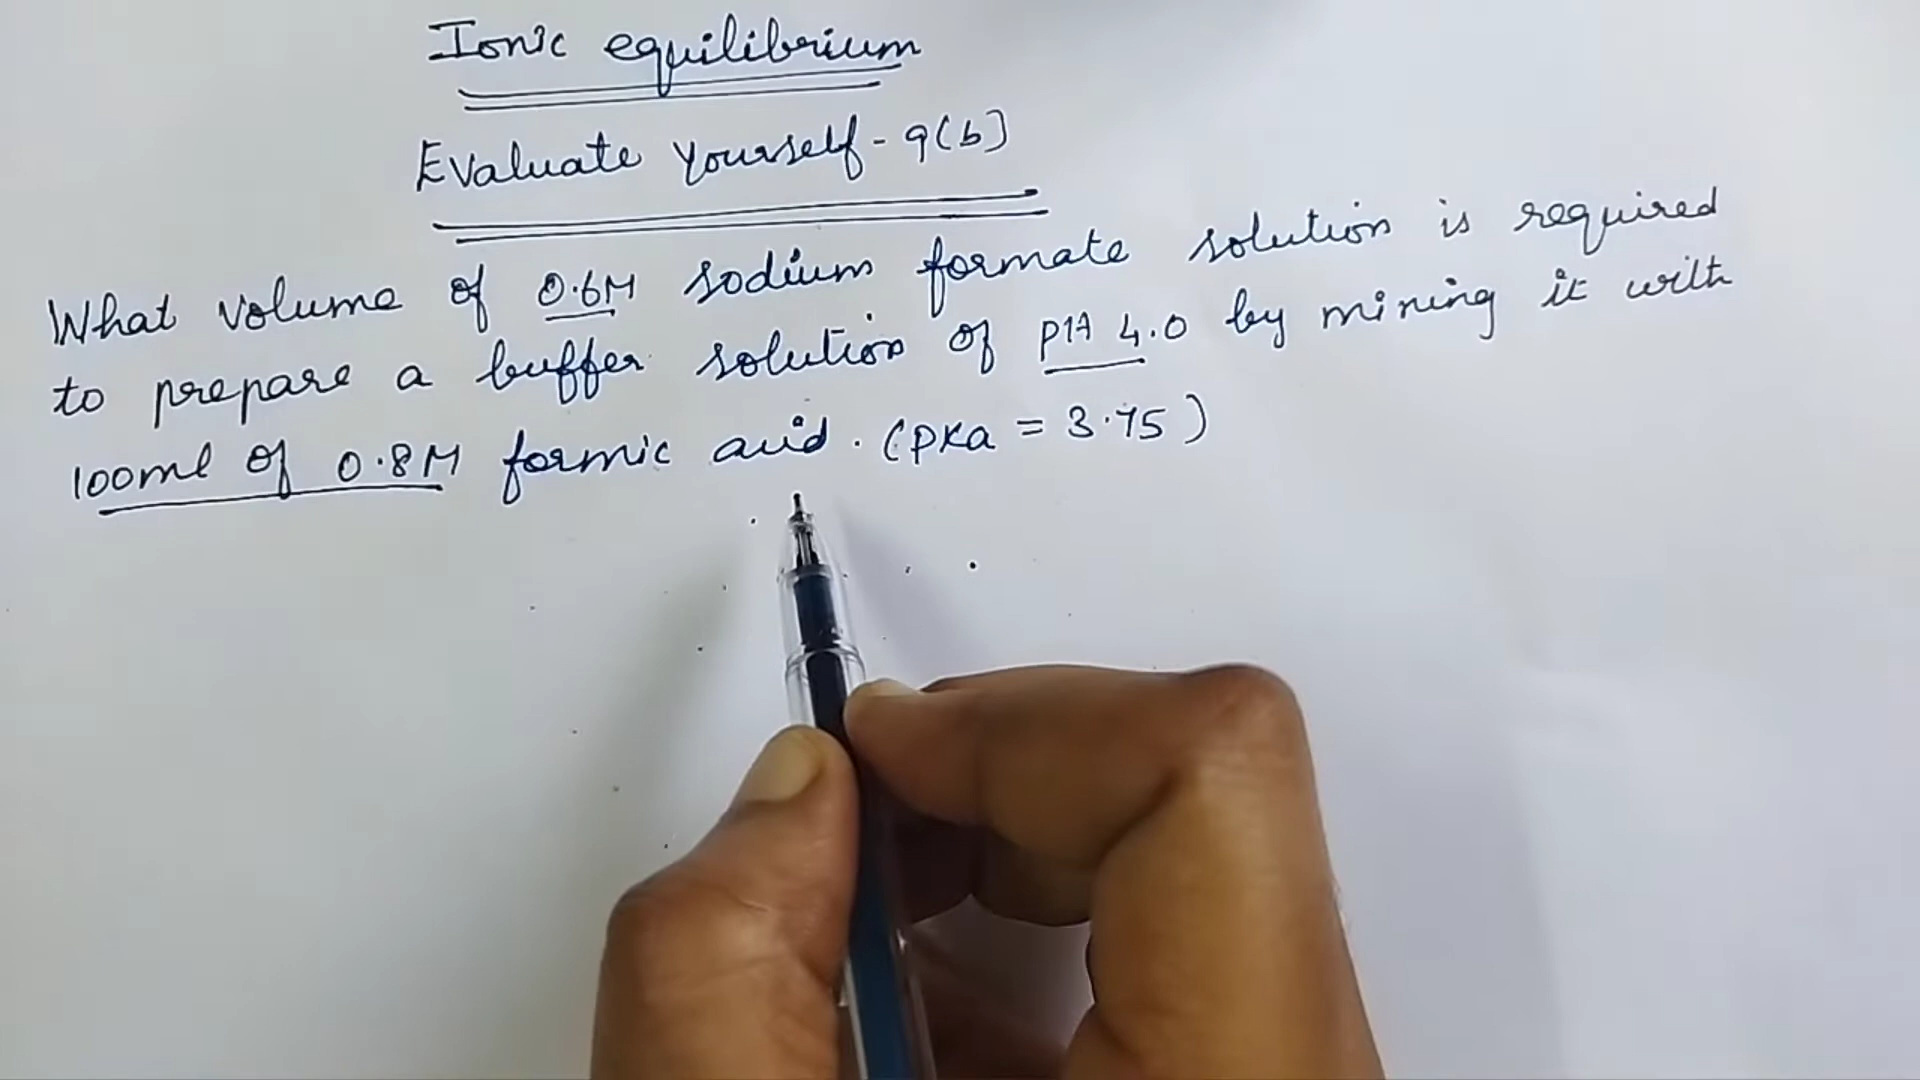 Ionic equilibrium
Evaluate yourself - 9(b)
What volume of 0.6M sodium formate solution is required
to prepare a buffer solution of pH 4.0 by mixing it with
100ml of 0.8M formic acid. (pKa = 3.75)